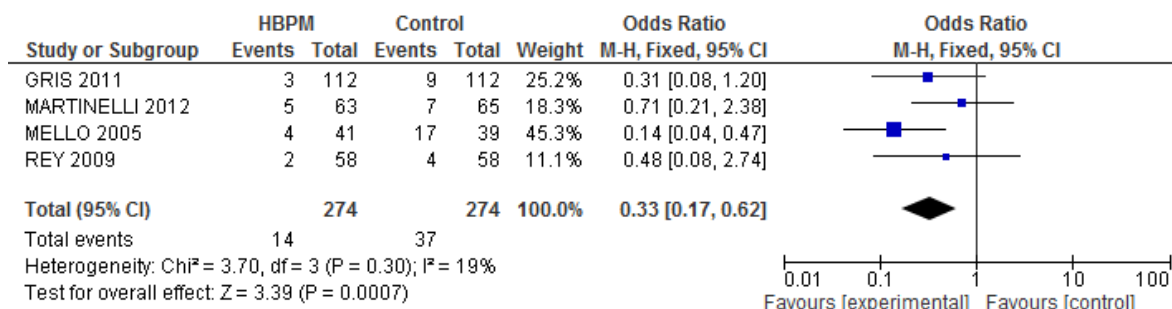 HBPM Control Odds Ratio Odds Ratio
Study or Subgroup Events Total Events Total Weight M-H, Fixed, 95% CI M-H, Fixed, 95% CI
GRIS 2011 3 112 9 112 25.2% 0.31 [0.08, 1.20]
MARTINELLI 2012 5 63 7 65 18.3% 0.71 [0.21, 2.38]
MELLO 2005 4 41 17 39 45.3% 0.14 [0.04, 0.47]
REY 2009 2 58 4 58 11.1% 0.48 [0.08, 2.74]
Total (95% CI) 274 274 100.0% 0.33 [0.17, 0.62]
Total events 14 37
Heterogeneity: Chi² = 3.70, df = 3 (P = 0.30); I² = 19%
Test for overall effect: Z = 3.39 (P = 0.0007)
0.01 0.1 1 10 100
Favours [experimental] Favours [control]